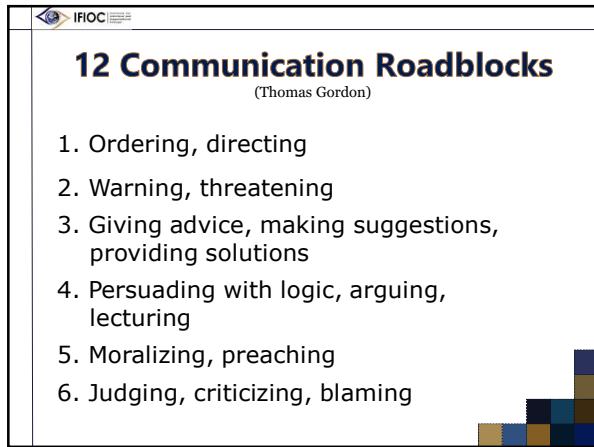 IFIOC
12 Communication Roadblocks
(Thomas Gordon)
1. Ordering, directing
2. Warning, threatening
3. Giving advice, making suggestions,
providing solutions
4. Persuading with logic, arguing,
lecturing
5. Moralizing, preaching
6. Judging, criticizing, blaming